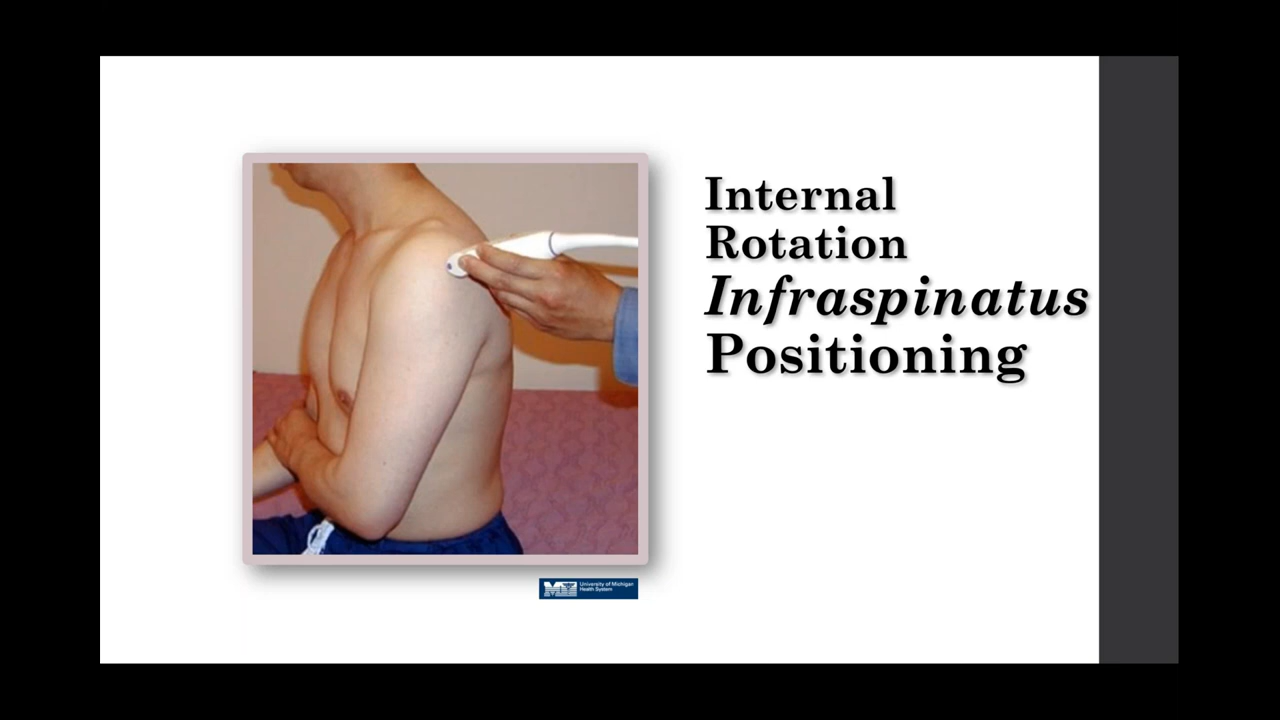 Internal
Rotation
Infraspinatus
Positioning
University of Michigan
Health System